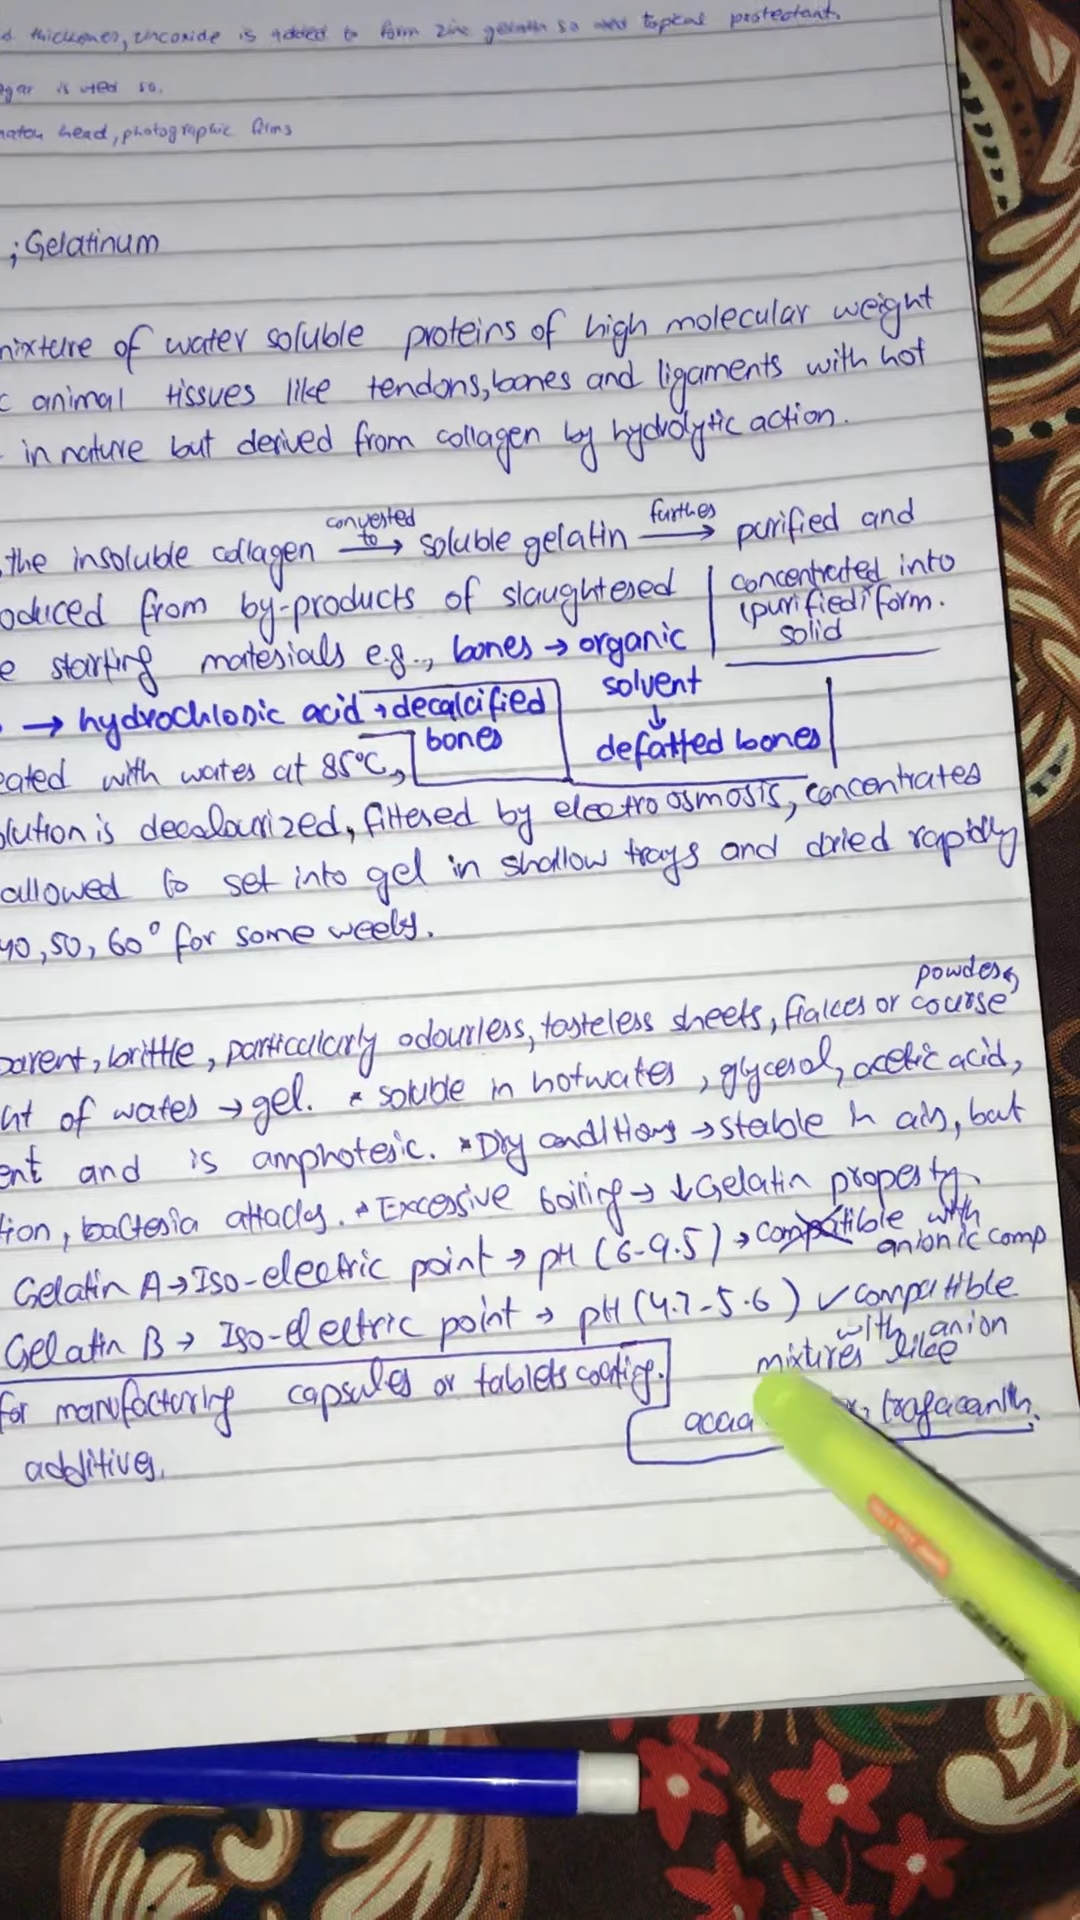 thickness, zincoxide is added to form zinc gelatin so used topical protectant.
agar is used so.
match head, photographic films
; Gelatinum
mixture of water soluble proteins of high molecular weight
animal tissues like tendons, bones and ligaments with hot
in nature but derived from collagen by hydrolytic action.
the insoluble collagen converted to → soluble gelatin further → purified and
concentrated into (purified) form. solid
oduced from by-products of slaughtered
e starting materials e.g., bones → organic
solvent
↓
defatted bones
→ hydrochloric acid → decalcified
bones
eated with water at 85°C,
olution is decolourized, filtered by electro osmosis, concentrates
allowed to set into gel in shallow trays and dried rapidly
40, 50, 60° for some weeks.
parent, brittle, particularly odourless, tasteless sheets, flakes or course powders,
nt of water → gel. * soluble in hot water, glycerol, acetic acid,
ent and is amphoteric. * Dry conditions → stable in air, but
tion, bacteria attacks. * Excessive boiling → ↓ Gelatin property.
Gelatin A → Iso-electric point → pH (6-9.5) → compatible with
anionic comp
Gelatin B → Iso-electric point → pH (4.7-5.6) ✓ compatible
with anion
mixtures like
for manufacturing capsules or tablets coating.
acaa tragacanth.
additives.